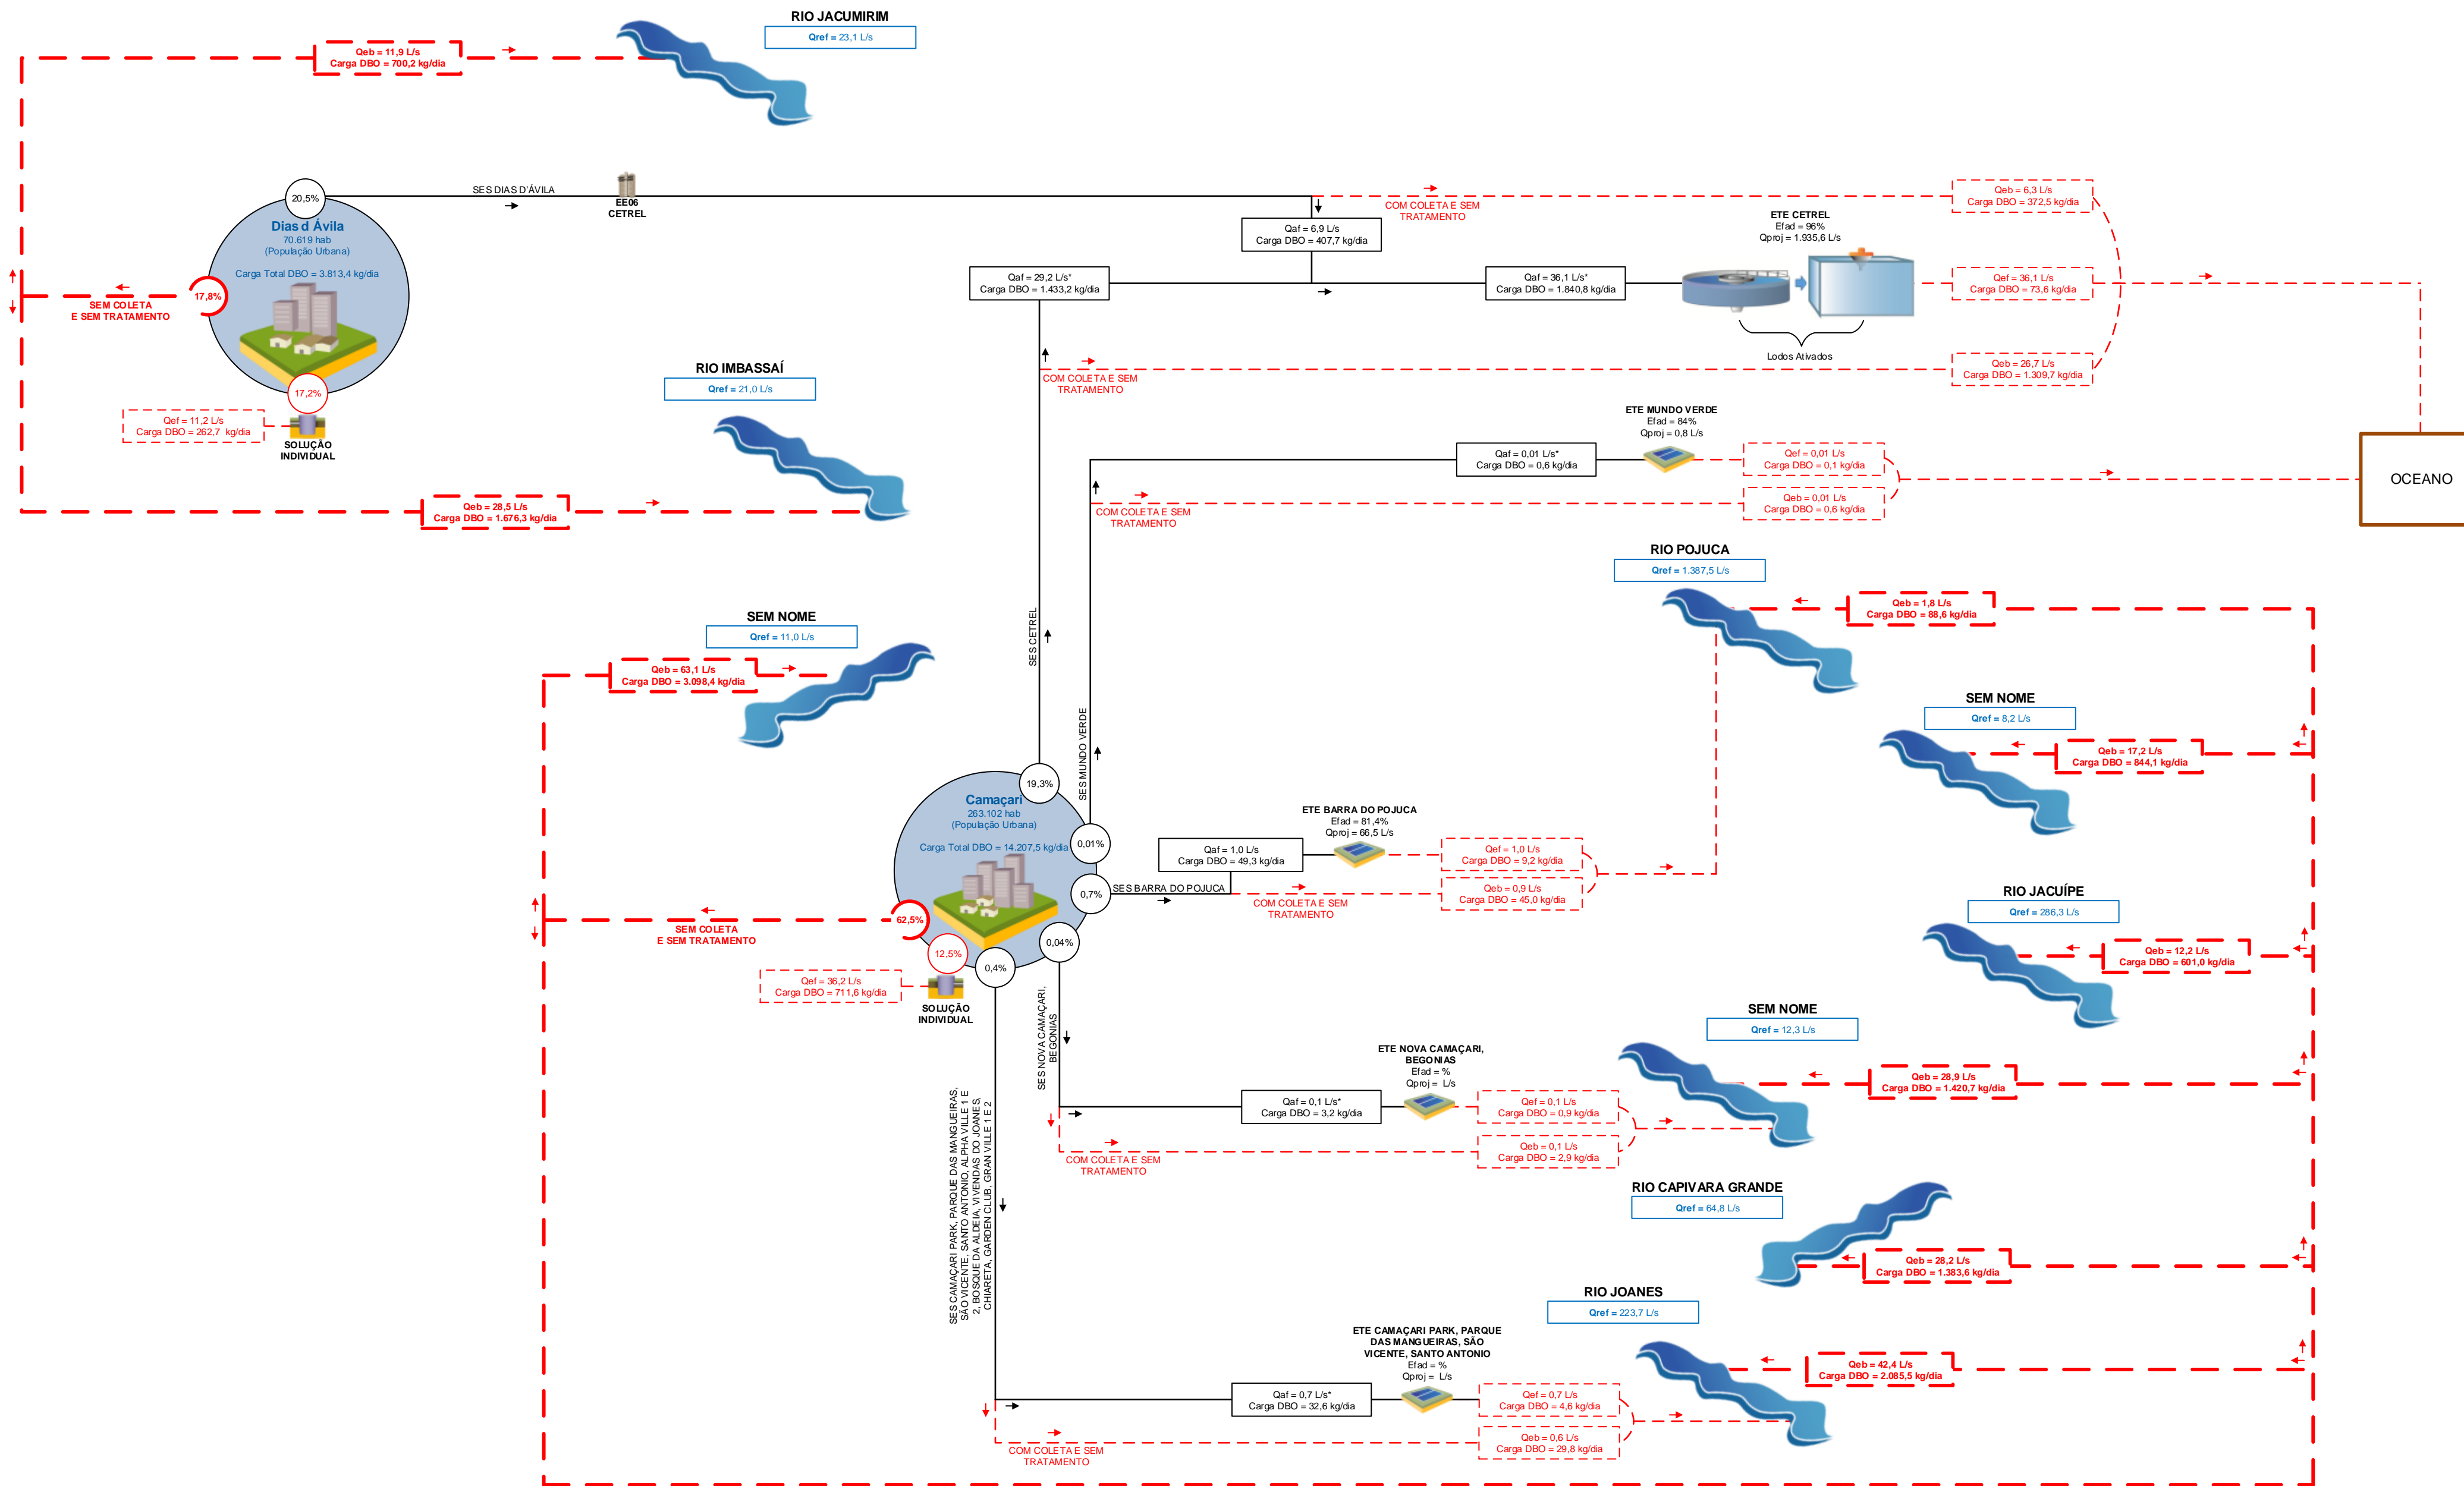 RIO JACUMIRIM
Qref = 23,1 L/s
Qeb = 11,9 L/s
Carga DBO = 700,2 kg/dia
20,5%
Dias d Ávila
70.619 hab
(População Urbana)
Carga Total DBO = 3.813,4 kg/dia
17,8%
SEM COLETA
E SEM TRATAMENTO
17,2%
Qef = 11,2 L/s
Carga DBO = 262,7 kg/dia
SOLUÇÃO
INDIVIDUAL
SES DIAS D'ÁVILA
EE06
CETREL
COM COLETA E SEM
TRATAMENTO
Qaf = 6,9 L/s
Carga DBO = 407,7 kg/dia
Qaf = 29,2 L/s*
Carga DBO = 1.433,2 kg/dia
Qaf = 36,1 L/s*
Carga DBO = 1.840,8 kg/dia
ETE CETREL
Efad = 96%
Qproj = 1.935,6 L/s
Lodos Ativados
Qeb = 6,3 L/s
Carga DBO = 372,5 kg/dia
Qef = 36,1 L/s
Carga DBO = 73,6 kg/dia
Qeb = 26,7 L/s
Carga DBO = 1.309,7 kg/dia
COM COLETA E SEM
TRATAMENTO
RIO IMBASSAÍ
Qref = 21,0 L/s
Qeb = 28,5 L/s
Carga DBO = 1.676,3 kg/dia
ETE MUNDO VERDE
Efad = 84%
Qproj = 0,8 L/s
Qaf = 0,01 L/s*
Carga DBO = 0,6 kg/dia
Qef = 0,01 L/s
Carga DBO = 0,1 kg/dia
Qeb = 0,01 L/s
Carga DBO = 0,6 kg/dia
COM COLETA E SEM
TRATAMENTO
OCEANO
RIO POJUCA
Qref = 1.387,5 L/s
Qeb = 1,8 L/s
Carga DBO = 88,6 kg/dia
SEM NOME
Qref = 11,0 L/s
Qeb = 63,1 L/s
Carga DBO = 3.098,4 kg/dia
SES CETREL
SES MUNDO VERDE
SEM NOME
Qref = 8,2 L/s
Qeb = 17,2 L/s
Carga DBO = 844,1 kg/dia
19,3%
Camaçari
263.102 hab
(População Urbana)
Carga Total DBO = 14.207,5 kg/dia
0,01%
0,7%
0,04%
0,4%
12,5%
62,5%
SEM COLETA
E SEM TRATAMENTO
Qef = 36,2 L/s
Carga DBO = 711,6 kg/dia
SOLUÇÃO
INDIVIDUAL
SES BARRA DO POJUCA
ETE BARRA DO POJUCA
Efad = 81,4%
Qproj = 66,5 L/s
Qaf = 1,0 L/s
Carga DBO = 49,3 kg/dia
Qef = 1,0 L/s
Carga DBO = 9,2 kg/dia
Qeb = 0,9 L/s
Carga DBO = 45,0 kg/dia
COM COLETA E SEM
TRATAMENTO
RIO JACUÍPE
Qref = 286,3 L/s
Qeb = 12,2 L/s
Carga DBO = 601,0 kg/dia
SES NOVA CAMAÇARI,
BEGONIAS
ETE NOVA CAMAÇARI,
BEGONIAS
Efad = %
Qproj = L/s
Qaf = 0,1 L/s*
Carga DBO = 3,2 kg/dia
Qef = 0,1 L/s
Carga DBO = 0,9 kg/dia
Qeb = 0,1 L/s
Carga DBO = 2,9 kg/dia
COM COLETA E SEM
TRATAMENTO
SEM NOME
Qref = 12,3 L/s
Qeb = 28,9 L/s
Carga DBO = 1.420,7 kg/dia
RIO CAPIVARA GRANDE
Qref = 64,8 L/s
Qeb = 28,2 L/s
Carga DBO = 1.383,6 kg/dia
SES CAMAÇARI PARK, PARQUE DAS MANGUEIRAS,
SÃO VICENTE, SANTO ANTONIO, ALPHA VILLE 1 E
2, BOSQUE DA ALDEIA, VIVENDAS DO JOANES,
CHIARETA, GARDEN CLUB, GRAN VILLE 1 E 2
RIO JOANES
Qref = 223,7 L/s
Qeb = 42,4 L/s
Carga DBO = 2.085,5 kg/dia
ETE CAMAÇARI PARK, PARQUE
DAS MANGUEIRAS, SÃO
VICENTE, SANTO ANTONIO
Efad = %
Qproj = L/s
Qaf = 0,7 L/s*
Carga DBO = 32,6 kg/dia
Qef = 0,7 L/s
Carga DBO = 4,6 kg/dia
Qeb = 0,6 L/s
Carga DBO = 29,8 kg/dia
COM COLETA E SEM
TRATAMENTO